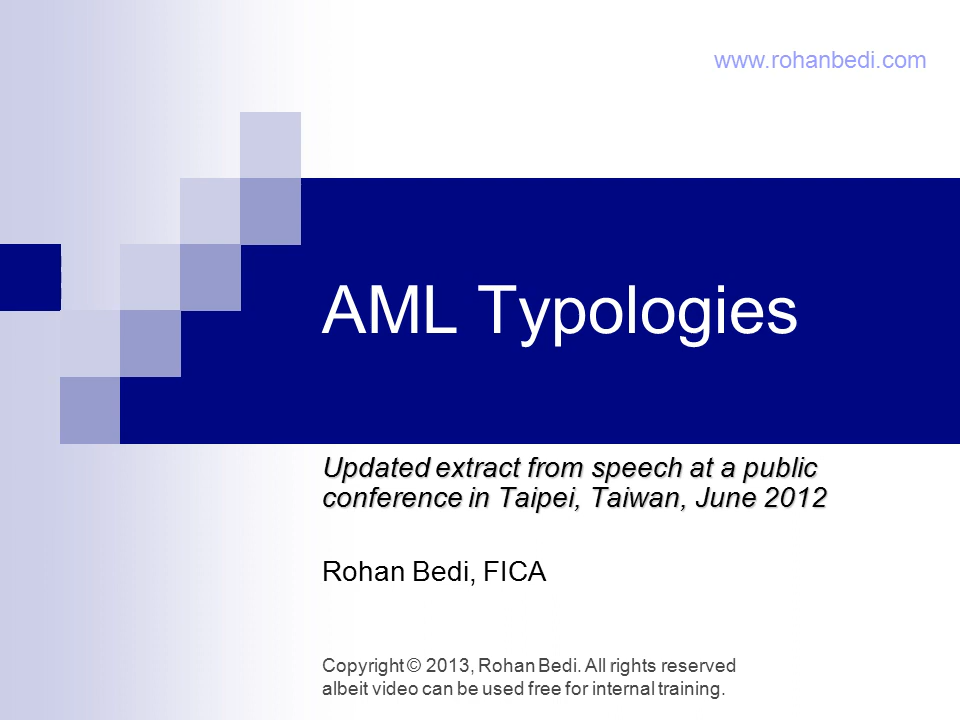 www.rohanbedi.com
AML Typologies
Updated extract from speech at a public
conference in Taipei, Taiwan, June 2012
Rohan Bedi, FICA
Copyright © 2013, Rohan Bedi. All rights reserved
albeit video can be used free for internal training.